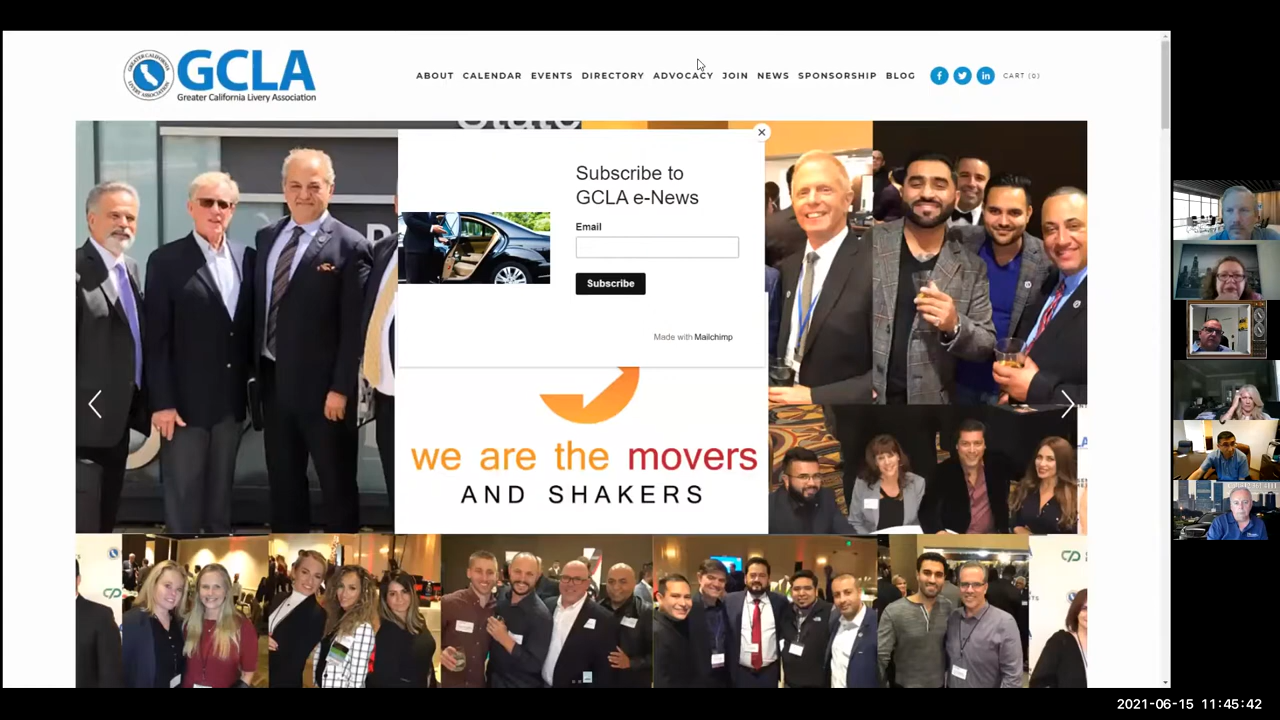 GCLA
Greater California Livery Association
ABOUT CALENDAR EVENTS DIRECTORY ADVOCACY JOIN NEWS SPONSORSHIP BLOG CART (0)
State
Subscribe to
GCLA e-News
Email
Subscribe
Made with Mailchimp
we are the movers
AND SHAKERS
2021-06-15 11:45:42